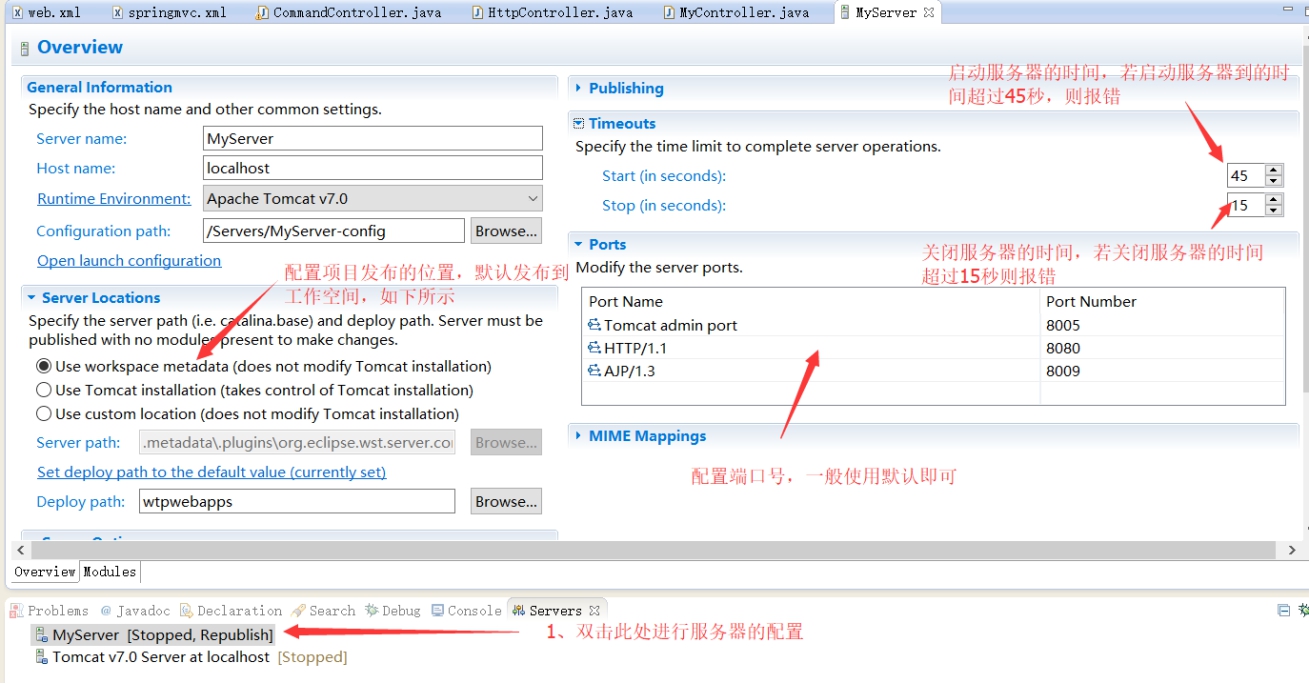 web.xml springmvc.xml CommandController.java HttpController.java MyController.java MyServer
Overview
General Information
Specify the host name and other common settings.
Server name: MyServer
Host name: localhost
Runtime Environment: Apache Tomcat v7.0
Configuration path: /Servers/MyServer-config Browse...
Open launch configuration
配置项目发布的位置，默认发布到
工作空间，如下所示
Server Locations
Specify the server path (i.e. catalina.base) and deploy path. Server must be
published with no modules present to make changes.
Use workspace metadata (does not modify Tomcat installation)
Use Tomcat installation (takes control of Tomcat installation)
Use custom location (does not modify Tomcat installation)
Server path: .metadata\.plugins\org.eclipse.wst.server.co Browse...
Set deploy path to the default value (currently set)
Deploy path: wtpwebapps Browse...
Publishing
启动服务器的时间，若启动服务器到的时
间超过45秒，则报错
Timeouts
Specify the time limit to complete server operations.
Start (in seconds): 45
Stop (in seconds): 15
关闭服务器的时间，若关闭服务器的时间
超过15秒则报错
Ports
Modify the server ports.
Port Name Port Number
Tomcat admin port 8005
HTTP/1.1 8080
AJP/1.3 8009
MIME Mappings
配置端口号，一般使用默认即可
Overview Modules
Problems Javadoc Declaration Search Debug Console Servers
MyServer [Stopped, Republish]
1、双击此处进行服务器的配置
Tomcat v7.0 Server at localhost [Stopped]